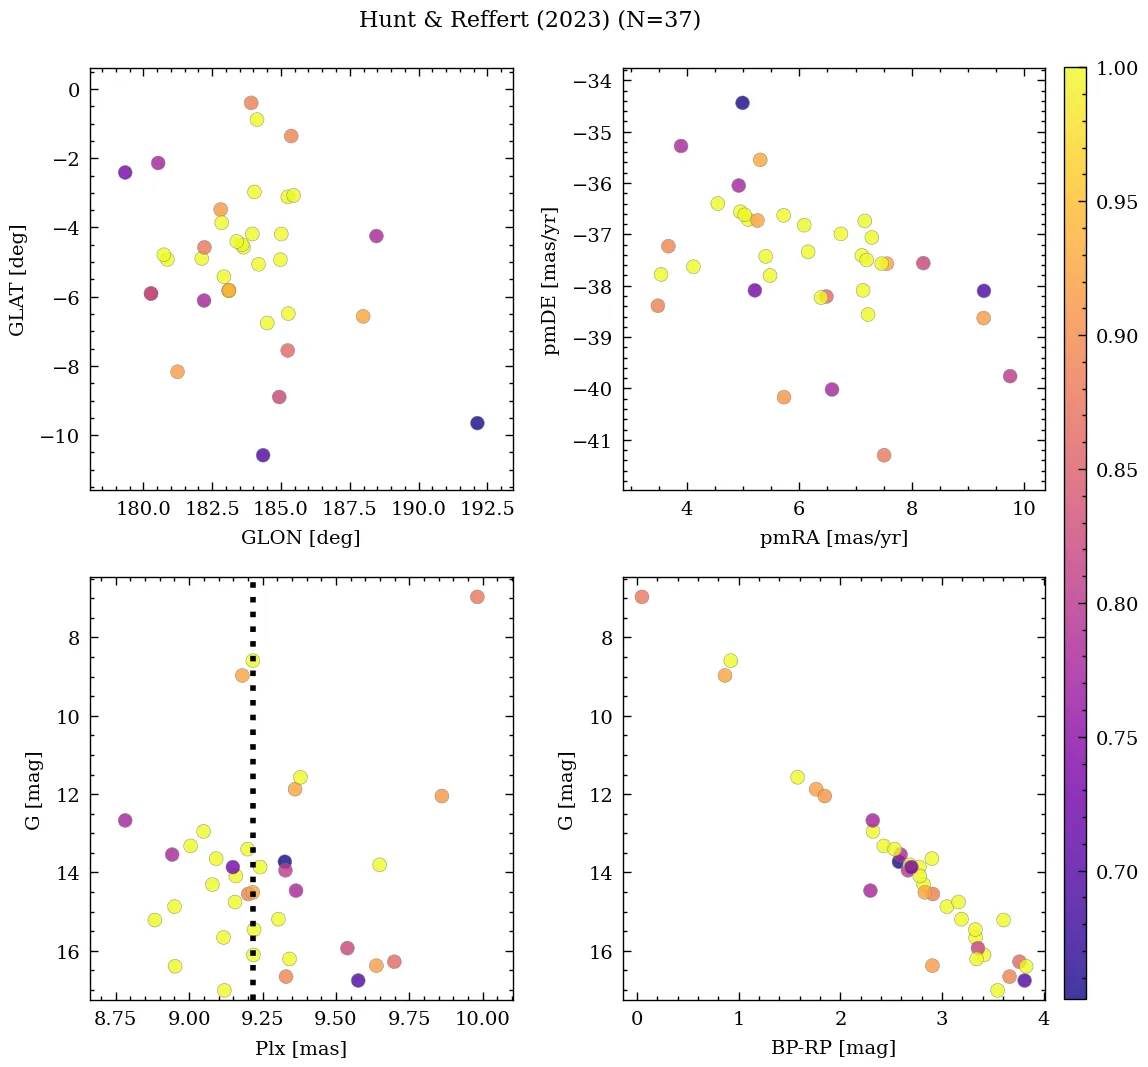 Hunt & Reffert (2023) (N=37)
0
−2
−4
−6
−8
−10
GLAT [deg]
180.0 182.5 185.0 187.5 190.0 192.5
GLON [deg]
−34
−35
−36
−37
−38
−39
−40
−41
pmDE [mas/yr]
4 6 8 10
pmRA [mas/yr]
8
10
12
14
16
G [mag]
8.75 9.00 9.25 9.50 9.75 10.00
Plx [mas]
8
10
12
14
16
G [mag]
0 1 2 3 4
BP-RP [mag]
1.00
0.95
0.90
0.85
0.80
0.75
0.70